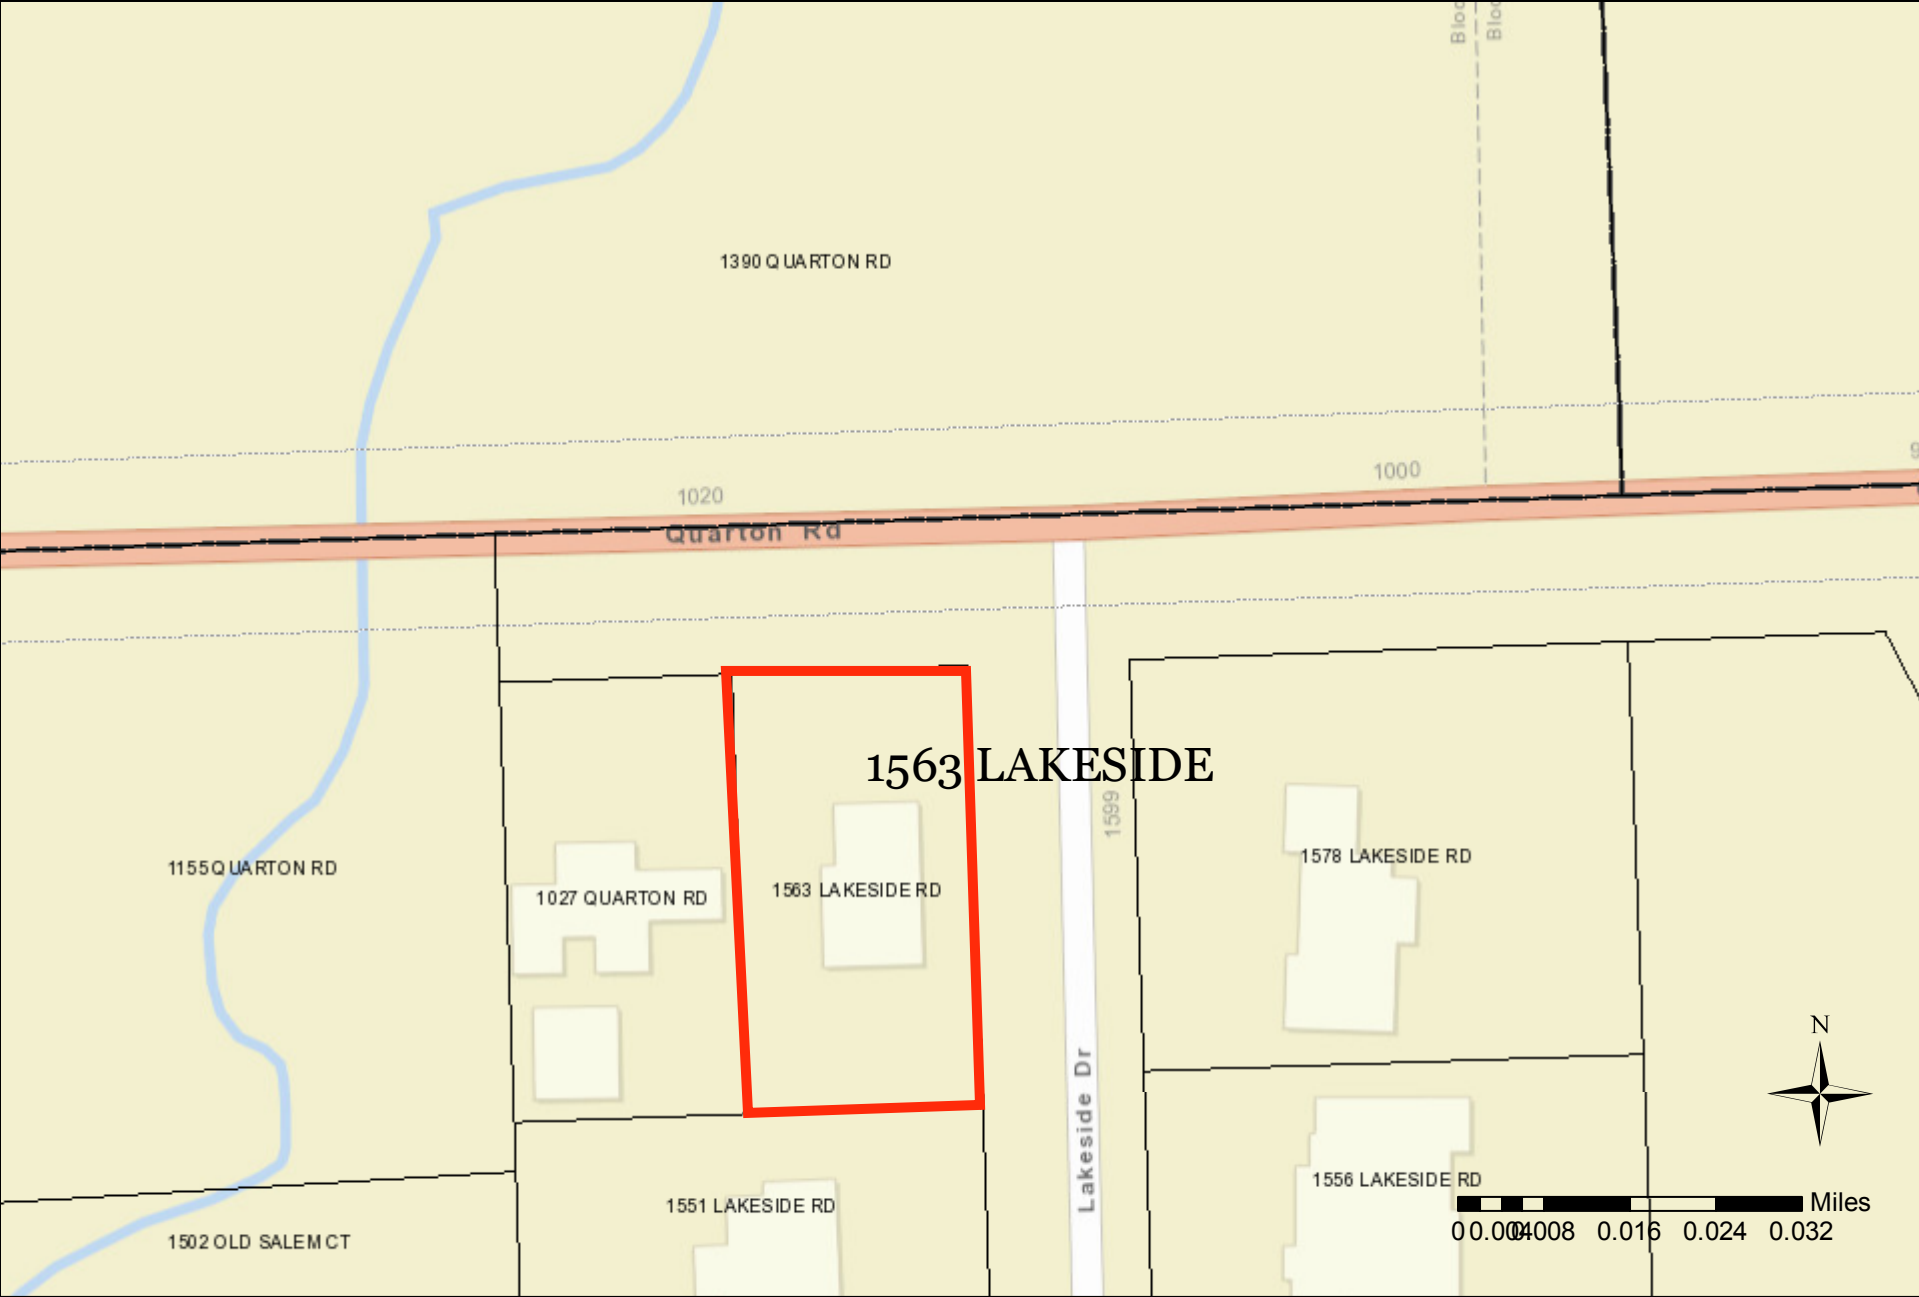 Bloc
Bloc
1390 QUARTON RD
1000
1020
Quarton Rd
1563 LAKESIDE
1599
1578 LAKESIDE RD
1155 QUARTON RD
1563 LAKESIDE RD
1027 QUARTON RD
N
Lakeside Dr
1556 LAKESIDE RD
1551 LAKESIDE RD
Miles
0 0.004 0.008 0.016 0.024 0.032
1502 OLD SALEM CT